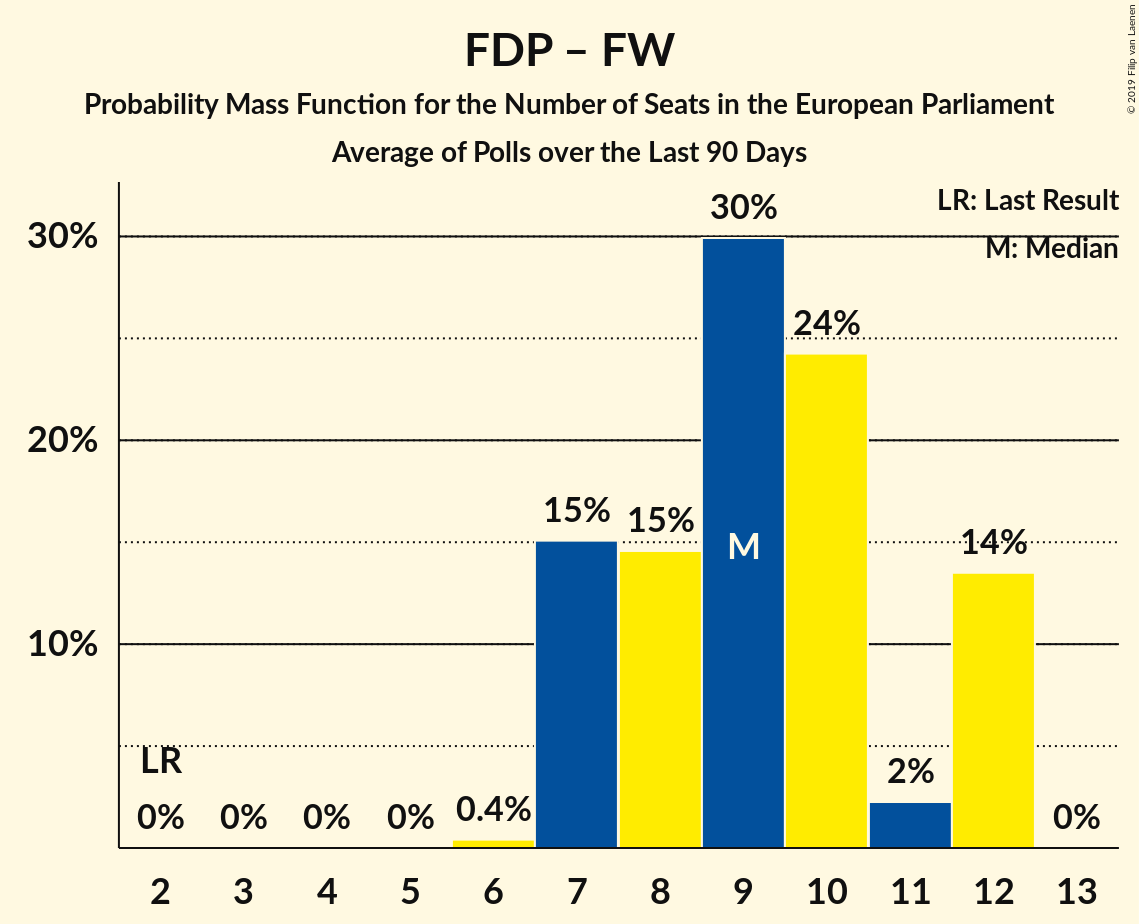 FDP – FW
Probability Mass Function for the Number of Seats in the European Parliament
Average of Polls over the Last 90 Days
© 2019 Filip van Laenen
LR: Last Result
M: Median
30%
20%
10%
LR
0%
0%
0%
0%
0.4%
15%
15%
30%
M
24%
2%
14%
0%
2 3 4 5 6 7 8 9 10 11 12 13